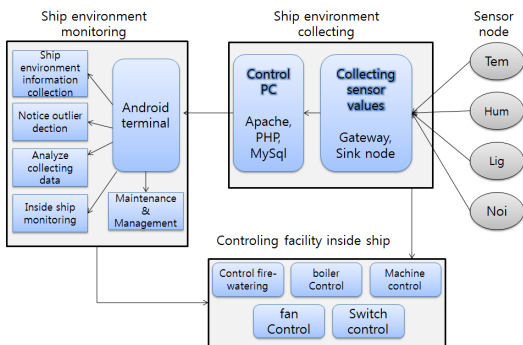 Ship environment
monitoring
Ship environment
collecting
Sensor
node
Ship
environment
information
collection
Notice outlier
dection
Analyze
collecting
data
Inside ship
monitoring
Android
terminal
Maintenance
&
Management
Control
PC
Apache,
PHP,
MySql
Collecting
sensor
values
Gateway,
Sink node
Tem
Hum
Lig
Noi
Controling facility inside ship
Control fire-
watering
boiler
Control
Machine
control
fan
Control
Switch
control